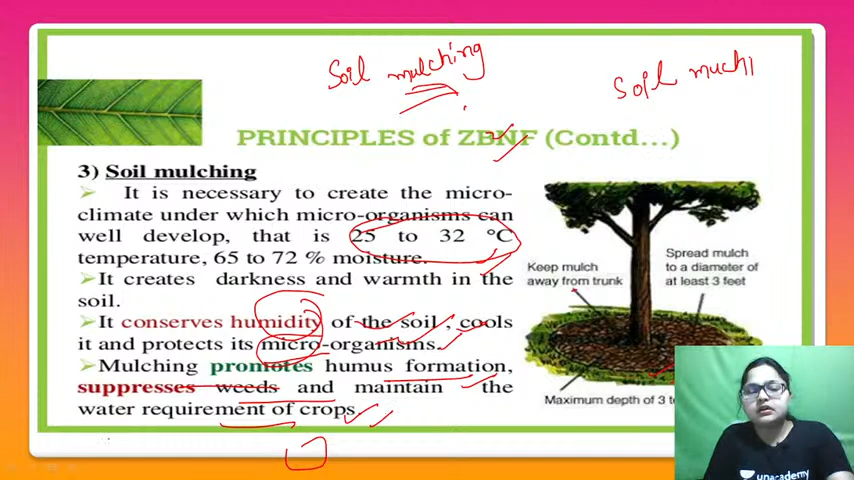 Soil mulching
Soil muchi
PRINCIPLES of ZBNF (Contd...)
3) Soil mulching
It is necessary to create the micro-
climate under which micro-organisms can
well develop, that is 25 to 32 °C
temperature, 65 to 72 % moisture.
It creates darkness and warmth in the
soil.
It conserves humidity of the soil , cools
it and protects its micro-organisms.
Mulching promotes humus formation,
suppresses weeds and maintain the
water requirement of crops.
Keep mulch
away from trunk
Spread mulch
to a diameter of
at least 3 feet
Maximum depth of 3
unacademy